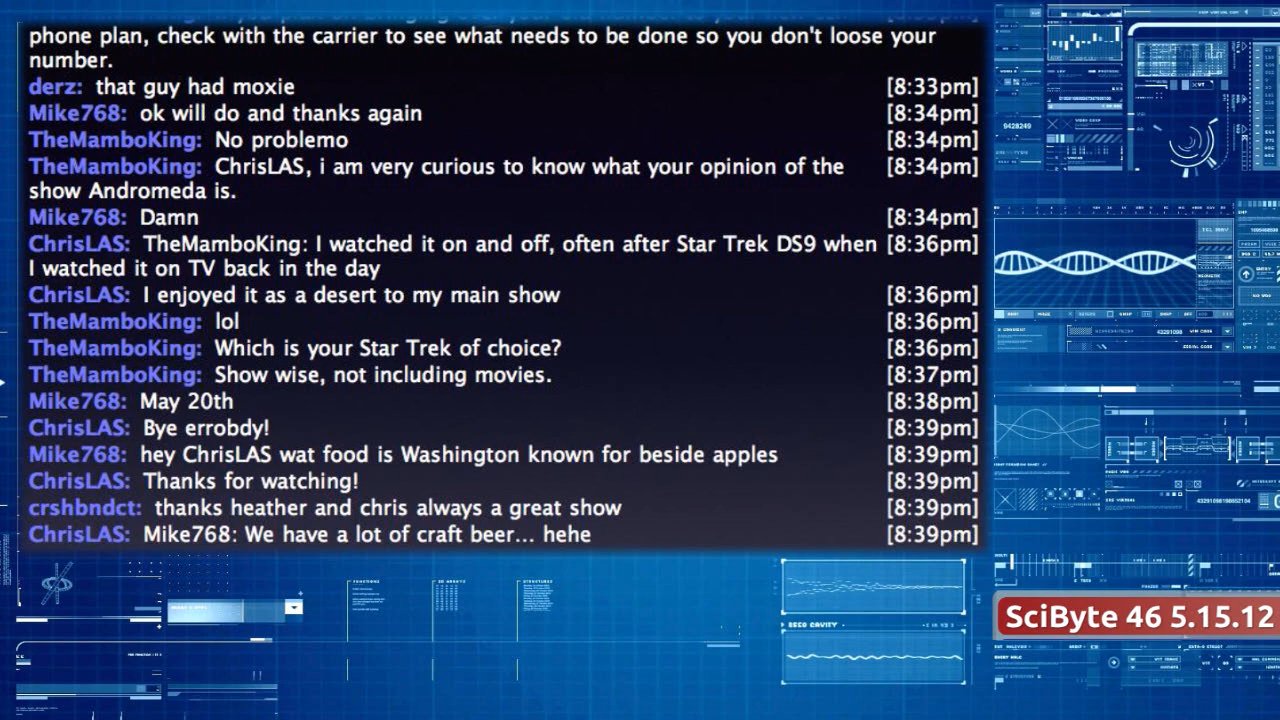 phone plan, check with the carrier to see what needs to be done so you don't loose your
number.
derz: that guy had moxie [8:33pm]
Mike768: ok will do and thanks again [8:34pm]
TheMamboKing: No problemo [8:34pm]
TheMamboKing: ChrisLAS, i am very curious to know what your opinion of the [8:34pm]
show Andromeda is.
Mike768: Damn [8:34pm]
ChrisLAS: TheMamboKing: I watched it on and off, often after Star Trek DS9 when [8:36pm]
I watched it on TV back in the day
ChrisLAS: I enjoyed it as a desert to my main show [8:36pm]
TheMamboKing: lol [8:36pm]
TheMamboKing: Which is your Star Trek of choice? [8:36pm]
TheMamboKing: Show wise, not including movies. [8:37pm]
Mike768: May 20th [8:38pm]
ChrisLAS: Bye errobdy! [8:39pm]
Mike768: hey ChrisLAS wat food is Washington known for beside apples [8:39pm]
ChrisLAS: Thanks for watching! [8:39pm]
crshbndct: thanks heather and chris always a great show [8:39pm]
ChrisLAS: Mike768: We have a lot of craft beer... hehe [8:39pm]
9428249
SciByte 46 5.15.12